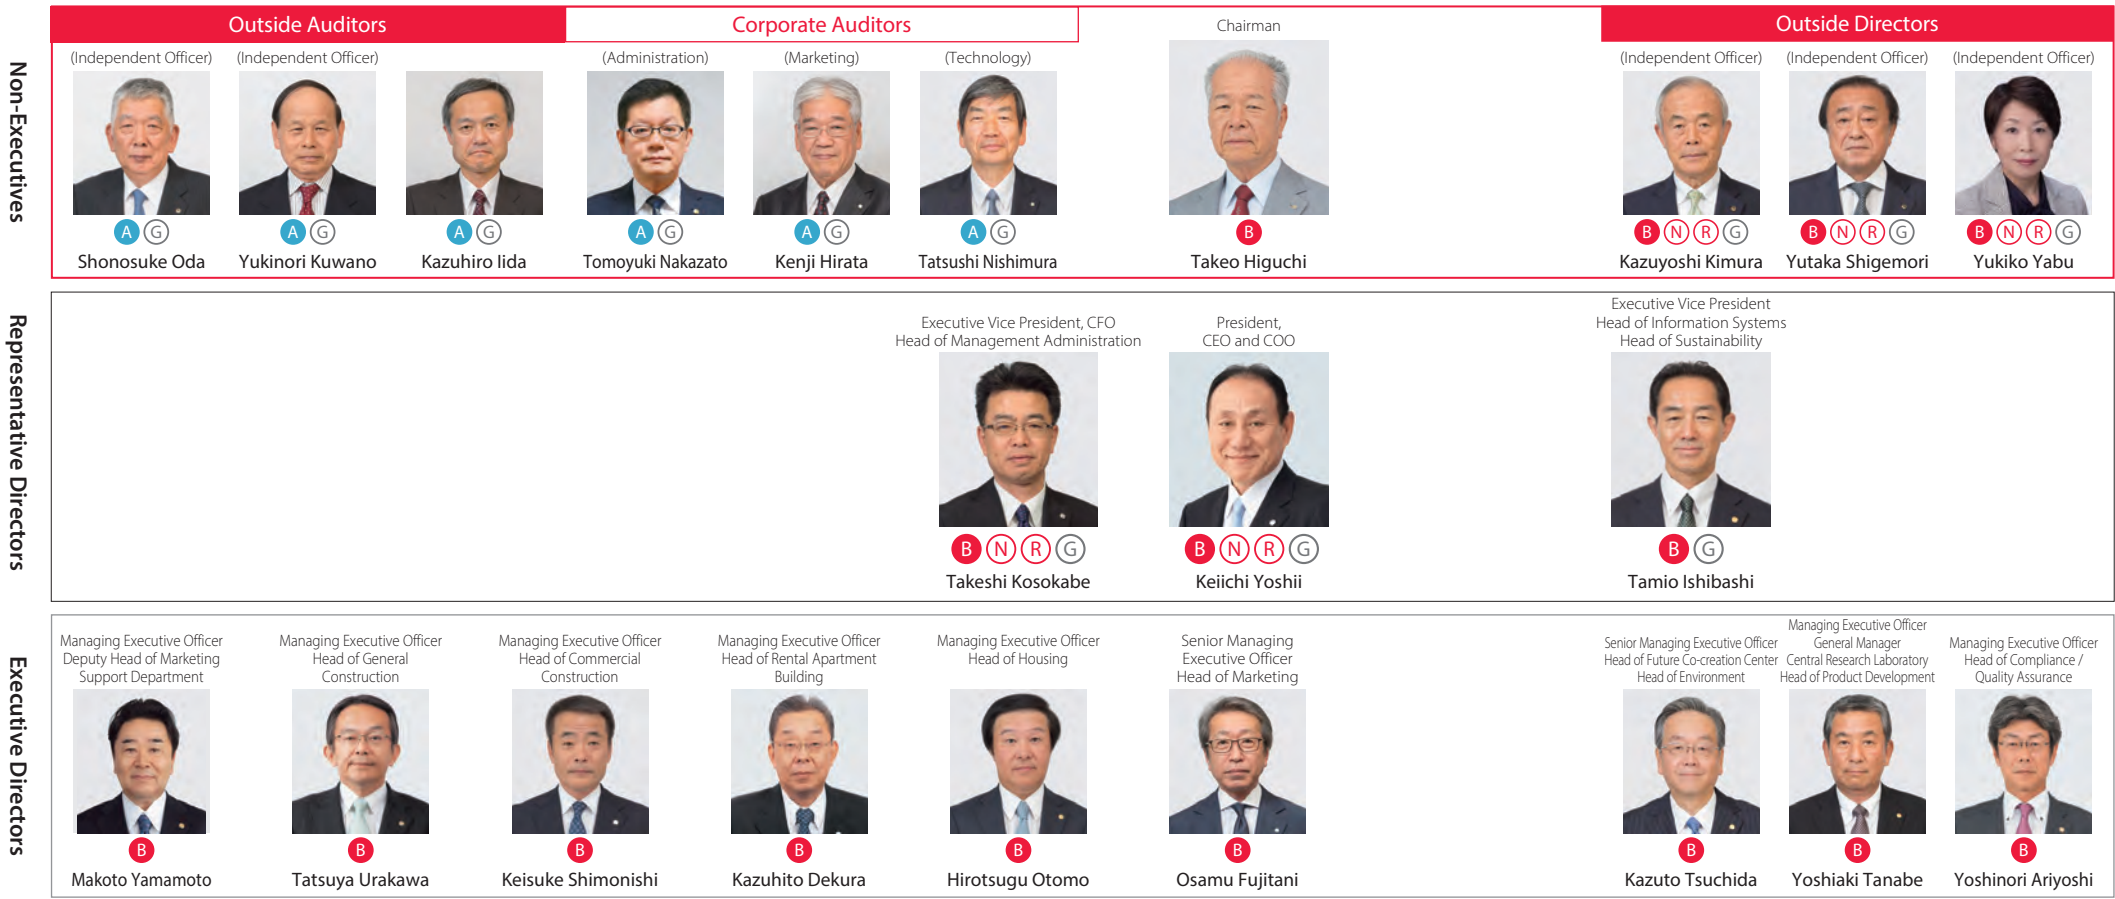 Non-Executives
Outside Auditors
Corporate Auditors
Chairman
Outside Directors
(Independent Officer)
(Independent Officer)
(Administration)
(Marketing)
(Technology)
(Independent Officer)
(Independent Officer)
(Independent Officer)
A G
A G
A G
A G
A G
A G
B
B N R G
B N R G
B N R G
Shonosuke Oda
Yukinori Kuwano
Kazuhiro Iida
Tomoyuki Nakazato
Kenji Hirata
Tatsushi Nishimura
Takeo Higuchi
Kazuyoshi Kimura
Yutaka Shigemori
Yukiko Yabu
Representative Directors
Executive Vice President, CFO
Head of Management Administration
B N R G
Takeshi Kosokabe
President,
CEO and COO
B N R G
Keiichi Yoshii
Executive Vice President
Head of Information Systems
Head of Sustainability
B G
Tamio Ishibashi
Executive Directors
Managing Executive Officer
Deputy Head of Marketing
Support Department
B
Makoto Yamamoto
Managing Executive Officer
Head of General
Construction
B
Tatsuya Urakawa
Managing Executive Officer
Head of Commercial
Construction
B
Keisuke Shimonishi
Managing Executive Officer
Head of Rental Apartment
Building
B
Kazuhito Dekura
Managing Executive Officer
Head of Housing
B
Hirotsugu Otomo
Senior Managing
Executive Officer
Head of Marketing
B
Osamu Fujitani
Senior Managing Executive Officer
Head of Future Co-creation Center
Head of Environment
B
Kazuto Tsuchida
Managing Executive Officer
General Manager
Central Research Laboratory
Head of Product Development
B
Yoshiaki Tanabe
Managing Executive Officer
Head of Compliance /
Quality Assurance
B
Yoshinori Ariyoshi